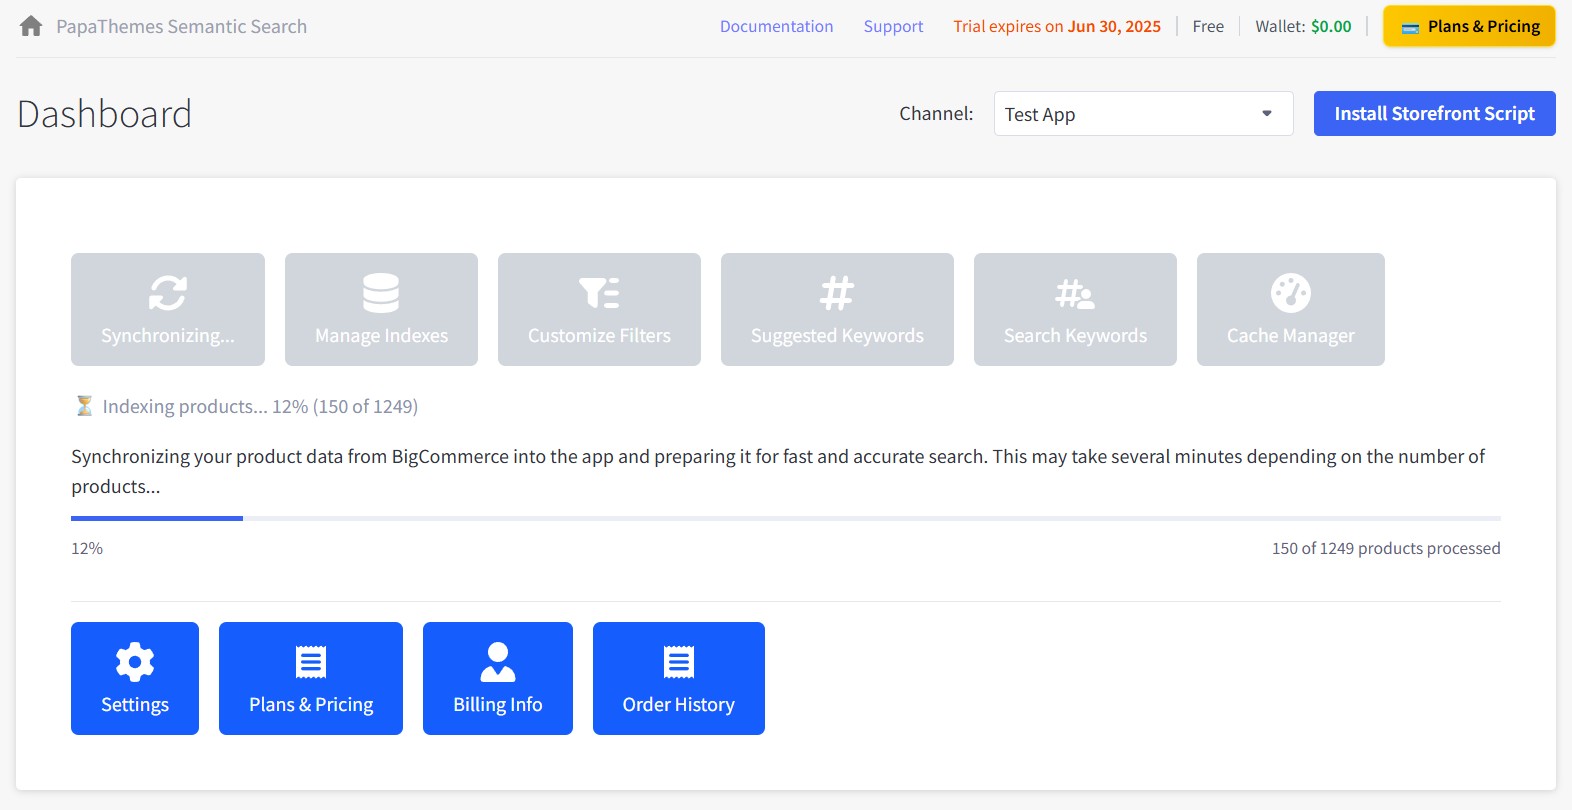 PapaThemes Semantic Search
Documentation
Support
Trial expires on Jun 30, 2025
Free
Wallet: $0.00
Plans & Pricing
Dashboard
Channel:
Test App
Install Storefront Script
Synchronizing...
Manage Indexes
Customize Filters
Suggested Keywords
Search Keywords
Cache Manager
Indexing products... 12% (150 of 1249)
Synchronizing your product data from BigCommerce into the app and preparing it for fast and accurate search. This may take several minutes depending on the number of
products...
12%
150 of 1249 products processed
Settings
Plans & Pricing
Billing Info
Order History